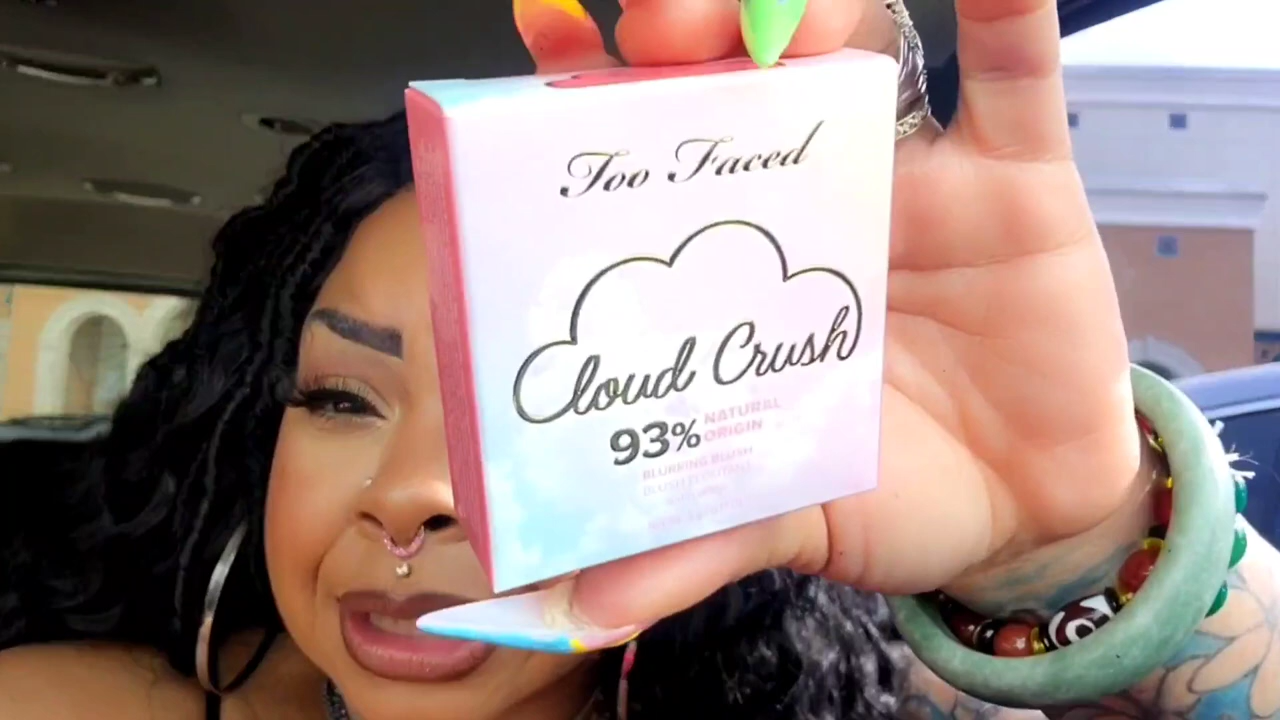 Too Faced
Cloud Crush
93% NATURAL
ORIGIN
BLURRING BLUSH